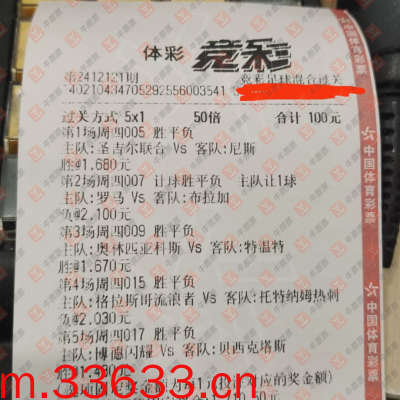 体彩 竞彩
第24121​21期 竞彩足球混合过关
402104347052925560035​41
过关方式 5x1 50倍 合计 100元
第1场周四005 胜平负
主队:圣吉尔联合 Vs 客队:尼斯
胜@1.680元
第2场周四007 让球胜平负 主队让1球
主队:罗马 Vs 客队:布拉加
负@2.100元
第3场周四009 胜平负
主队:奥林匹亚科斯 Vs 客队:特温特
胜@1.670元
第4场周四015 胜平负
主队:格拉斯哥流浪者 Vs 客队:托特纳姆热刺
负@2.030元
第5场周四017 胜平负
主队:博德闪耀 Vs 客队:贝西克塔斯
m.33633.cn
中国体育彩票
中国体育彩票